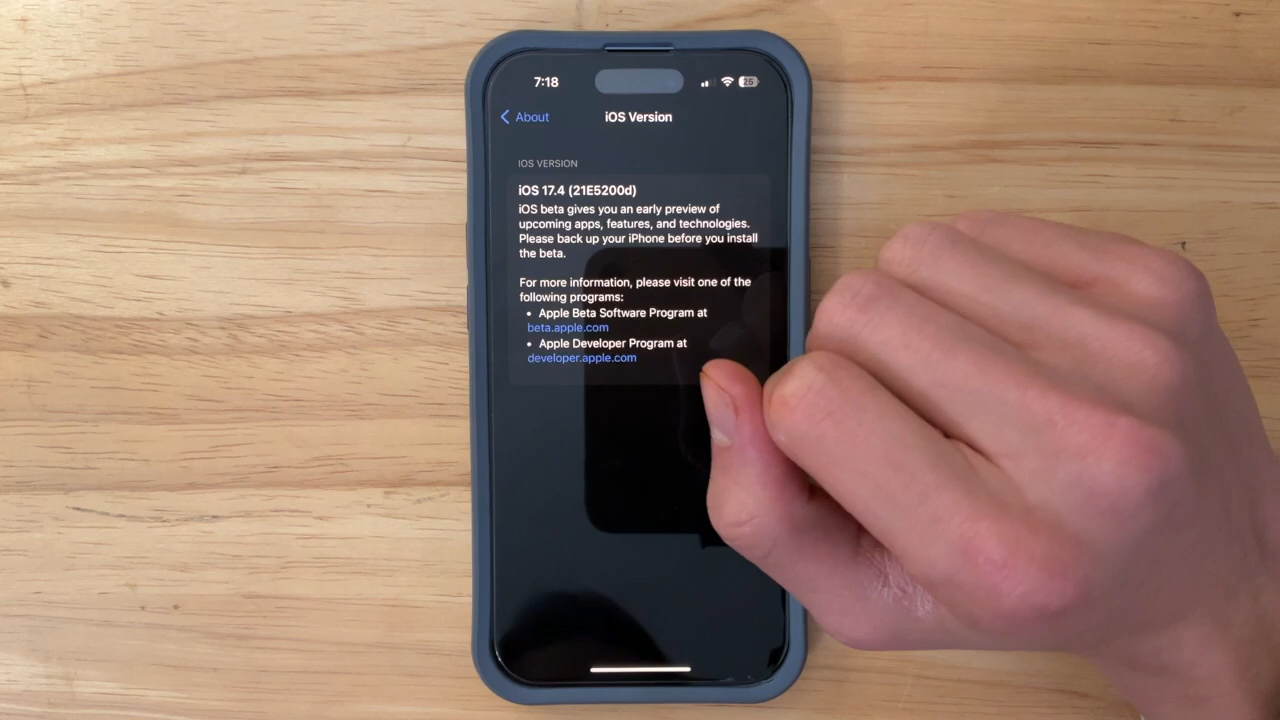 7:18
25
About
iOS Version
IOS VERSION
iOS 17.4 (21E5200d)
iOS beta gives you an early preview of
upcoming apps, features, and technologies.
Please back up your iPhone before you install
the beta.
For more information, please visit one of the
following programs:
• Apple Beta Software Program at
beta.apple.com
• Apple Developer Program at
developer.apple.com